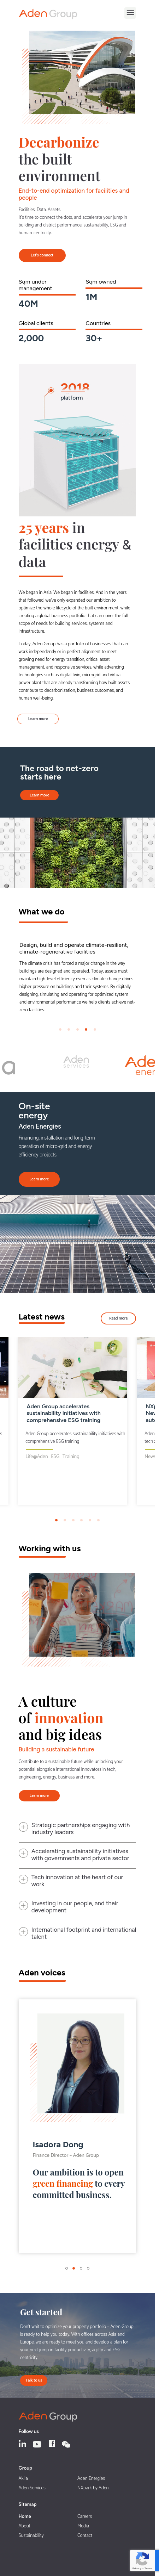 Aden Group
Decarbonize
the built
environment
End-to-end optimization for facilities and
people
Facilities. Data. Assets.
It's time to connect the dots, and accelerate your jump in
building and district performance, sustainability, ESG and
human-centricity.
Let's connect
Sqm under
management
40M
Sqm owned
1M
Global clients
2,000
Countries
30+
2018
platform
25 years in
facilities energy &
data
We began in Asia. We began in facilities. And in the years
that followed, we've only expanded our ambition: to
optimize the whole lifecycle of the built environment, while
creating a global business portfolio that can cover the full
scope of needs for building services, systems and
infrastructure.
Today, Aden Group has a portfolio of businesses that can
work independently or in perfect alignment to meet
growing need for energy transition, critical asset
management, and responsive services, while advancing
technologies such as digital twin, microgrid and virtual
power plant that are already transforming how built assets
contribute to decarbonization, business outcomes, and
human well-being.
Learn more
The road to net-zero
starts here
Learn more
What we do
Design, build and operate climate-resilient,
climate-regenerative facilities
The climate crisis has forced a major change in the way
buildings are designed and operated. Today, assets must
maintain high levels efficiency even as climate change drives
higher pressures on buildings and their systems. By digitally
designing, simulating and operating for optimized system
and environmental performance we help clients achieve net-
zero facilities.
Aden
services
Ade
ener
On-site
energy
Aden Energies
Financing, installation and long-term
operation of micro-grid and energy
efficiency projects.
Learn more
Latest news
Read more
Aden Group accelerates
sustainability initiatives with
comprehensive ESG training
Aden Group accelerates sustainability initiatives with
comprehensive ESG training
Working with us
A culture
of innovation
and big ideas
Building a sustainable future
Contribute to a sustainable future while unlocking your
potential alongside international innovators in tech,
engineering, energy, business and more.
Learn more
Strategic partnerships engaging with
industry leaders
Accelerating sustainability initiatives
with governments and private sector
Tech innovation at the heart of our
work
Investing in our people, and their
development
International footprint and international
talent
Aden voices
Isadora Dong
Finance Director - Aden Group
Our ambition is to open
green financing to every
committed business.
Get started
Don't wait to optimize your property portfolio - Aden Group
is ready to help you today. With offices across Asia and
Europe, we are ready to meet you and develop a plan for
your next jump in facility productivity, agility and ESG-
centricity.
Talk to us
Aden Group
Follow us
Group
Akila
Aden Energies
Aden Services
NXpark by Aden
Sitemap
Home
Careers
About
Media
Sustainability
Contact